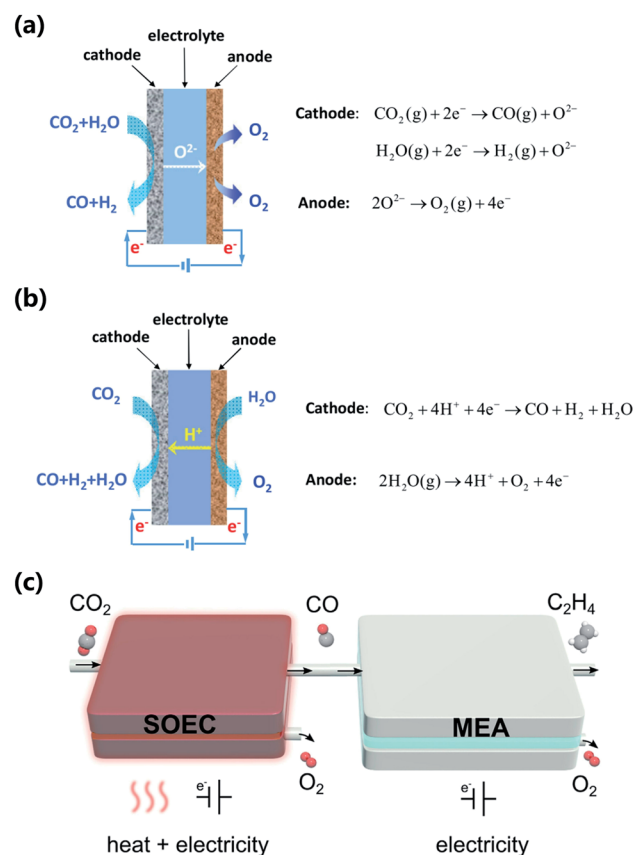 (a)
electrolyte
cathode
anode
CO₂+H₂O
O₂
O²⁻
CO+H₂
O₂
e⁻
e⁻
Cathode: CO₂(g) + 2e⁻ → CO(g) + O²⁻
H₂O(g) + 2e⁻ → H₂(g) + O²⁻
Anode: 2O²⁻ → O₂(g) + 4e⁻
(b)
electrolyte
cathode
anode
CO₂
H₂O
H⁺
CO+H₂+H₂O
O₂
e⁻
e⁻
Cathode: CO₂ + 4H⁺ + 4e⁻ → CO + H₂ + H₂O
Anode: 2H₂O(g) → 4H⁺ + O₂ + 4e⁻
(c)
CO₂
CO
C₂H₄
SOEC
MEA
O₂
O₂
e⁻
e⁻
heat + electricity
electricity